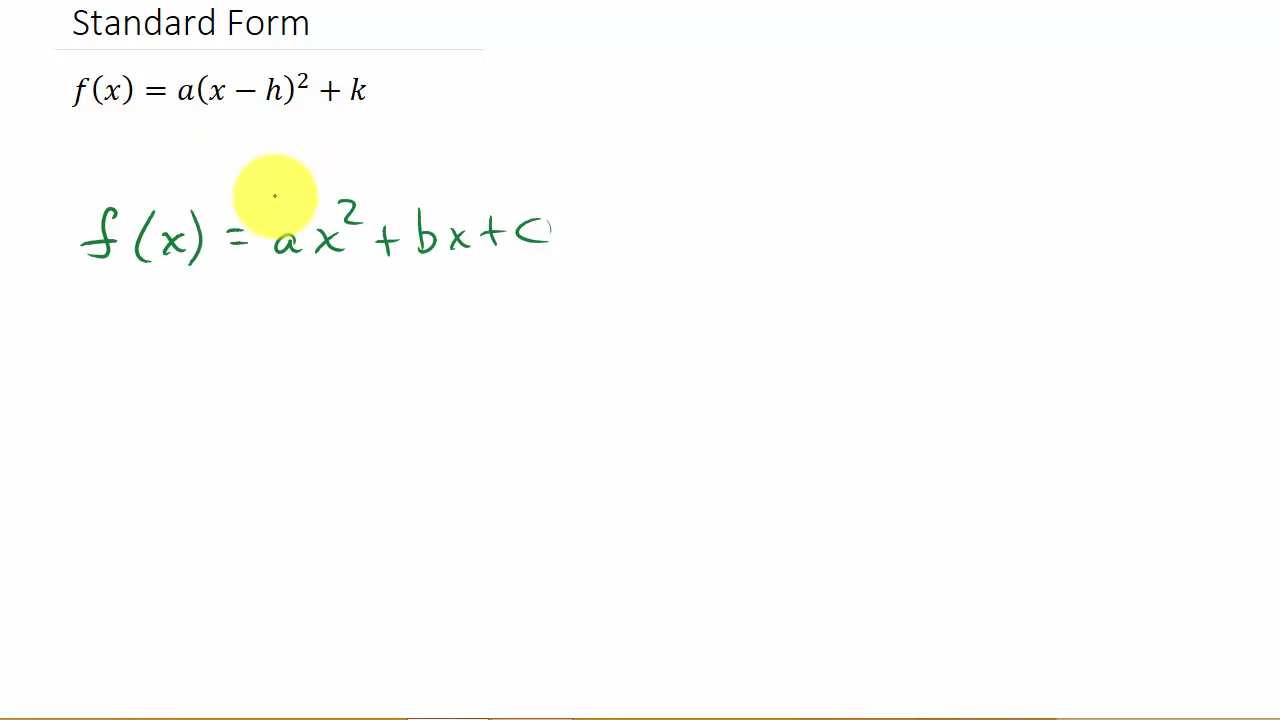 Standard Form
f(x) = a(x − h)² + k
f(x) = ax² + bx + c